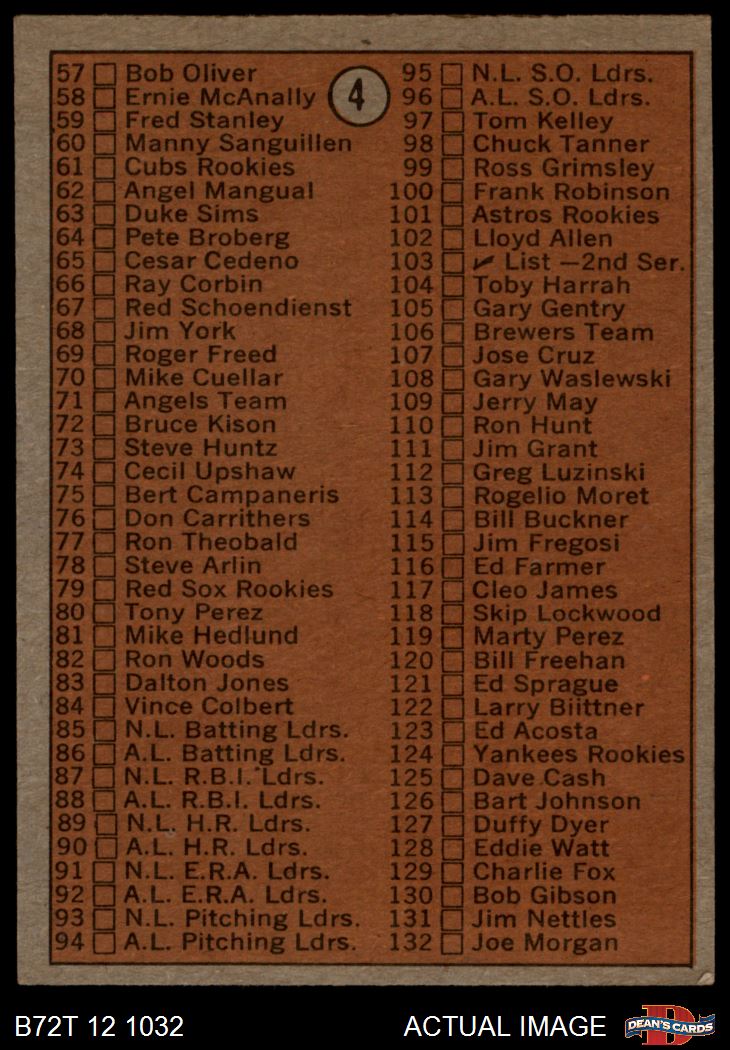 4
57 Bob Oliver
58 Ernie McAnally
59 Fred Stanley
60 Manny Sanguillen
61 Cubs Rookies
62 Angel Mangual
63 Duke Sims
64 Pete Broberg
65 Cesar Cedeno
66 Ray Corbin
67 Red Schoendienst
68 Jim York
69 Roger Freed
70 Mike Cuellar
71 Angels Team
72 Bruce Kison
73 Steve Huntz
74 Cecil Upshaw
75 Bert Campaneris
76 Don Carrithers
77 Ron Theobald
78 Steve Arlin
79 Red Sox Rookies
80 Tony Perez
81 Mike Hedlund
82 Ron Woods
83 Dalton Jones
84 Vince Colbert
85 N.L. Batting Ldrs.
86 A.L. Batting Ldrs.
87 N.L. R.B.I. Ldrs.
88 A.L. R.B.I. Ldrs.
89 N.L. H.R. Ldrs.
90 A.L. H.R. Ldrs.
91 N.L. E.R.A. Ldrs.
92 A.L. E.R.A. Ldrs.
93 N.L. Pitching Ldrs.
94 A.L. Pitching Ldrs.
95 N.L. S.O. Ldrs.
96 A.L. S.O. Ldrs.
97 Tom Kelley
98 Chuck Tanner
99 Ross Grimsley
100 Frank Robinson
101 Astros Rookies
102 Lloyd Allen
103 ✓ List —2nd Ser.
104 Toby Harrah
105 Gary Gentry
106 Brewers Team
107 Jose Cruz
108 Gary Waslewski
109 Jerry May
110 Ron Hunt
111 Jim Grant
112 Greg Luzinski
113 Rogelio Moret
114 Bill Buckner
115 Jim Fregosi
116 Ed Farmer
117 Cleo James
118 Skip Lockwood
119 Marty Perez
120 Bill Freehan
121 Ed Sprague
122 Larry Biittner
123 Ed Acosta
124 Yankees Rookies
125 Dave Cash
126 Bart Johnson
127 Duffy Dyer
128 Eddie Watt
129 Charlie Fox
130 Bob Gibson
131 Jim Nettles
132 Joe Morgan
B72T 12 1032
ACTUAL IMAGE
D
DEAN'S CARDS